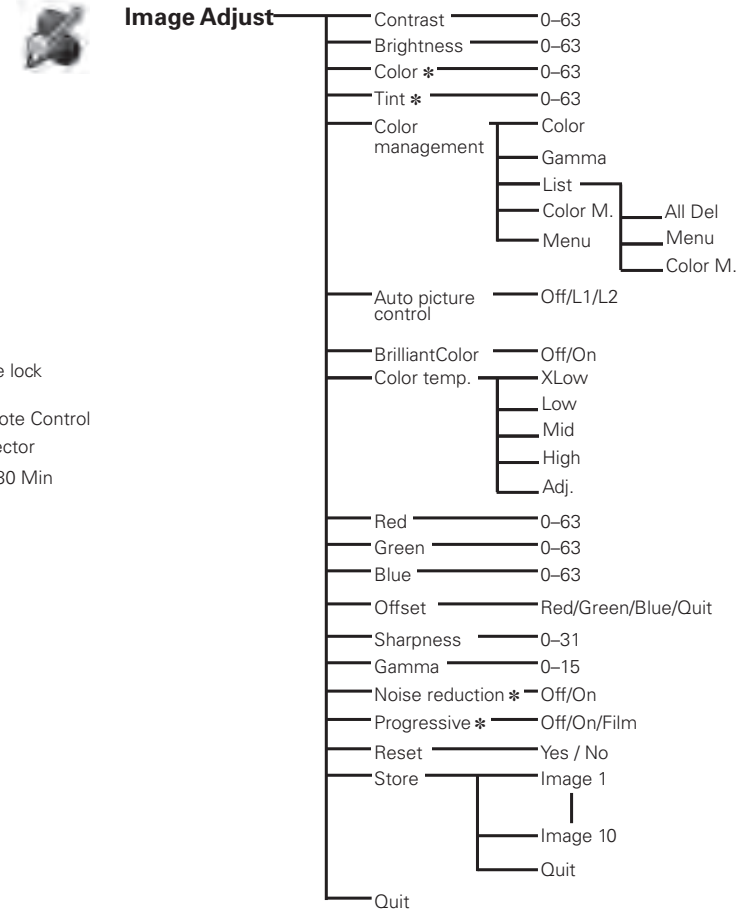 Image Adjust
Contrast 0–63
Brightness 0–63
Color ✻ 0–63
Tint ✻ 0–63
Color management
Color
Gamma
List
Color M.
Menu
All Del
Menu
Color M.
Auto picture control
Off/L1/L2
BrilliantColor Off/On
Color temp.
XLow
Low
Mid
High
Adj.
e lock
ote Control
ector
30 Min
Red 0–63
Green 0–63
Blue 0–63
Offset Red/Green/Blue/Quit
Sharpness 0–31
Gamma 0–15
Noise reduction ✻ Off/On
Progressive ✻ Off/On/Film
Reset Yes / No
Store
Image 1
Image 10
Quit
Quit